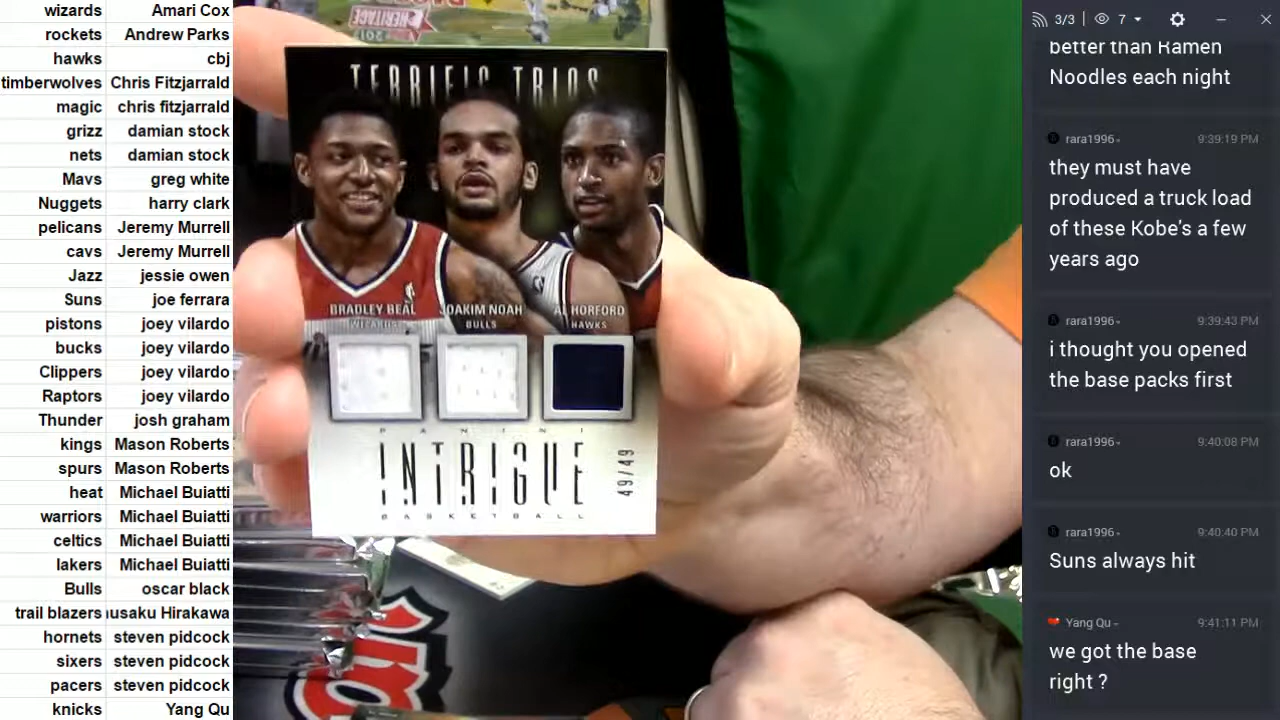 wizards Amari Cox
rockets Andrew Parks
hawks cbj
timberwolves Chris Fitzjarrald
magic chris fitzjarrald
grizz damian stock
nets damian stock
Mavs greg white
Nuggets harry clark
pelicans Jeremy Murrell
cavs Jeremy Murrell
Jazz jessie owen
Suns joe ferrara
pistons joey vilardo
bucks joey vilardo
Clippers joey vilardo
Raptors joey vilardo
Thunder josh graham
kings Mason Roberts
spurs Mason Roberts
heat Michael Buiatti
warriors Michael Buiatti
celtics Michael Buiatti
lakers Michael Buiatti
Bulls oscar black
trail blazers usaku Hirakawa
hornets steven pidcock
sixers steven pidcock
pacers steven pidcock
knicks Yang Qu
HERITAGE
TERRIFIC TRIOS
BRADLEY BEAL
WIZARDS
JOAKIM NOAH
BULLS
AL HORFORD
HAWKS
PANINI
INTRIGUE
BASKETBALL
49/49
3/3 7
better than Ramen
Noodles each night
rara1996 9:39:19 PM
they must have
produced a truck load
of these Kobe's a few
years ago
rara1996 9:39:43 PM
i thought you opened
the base packs first
rara1996 9:40:08 PM
ok
rara1996 9:40:40 PM
Suns always hit
Yang Qu 9:41:11 PM
we got the base
right ?